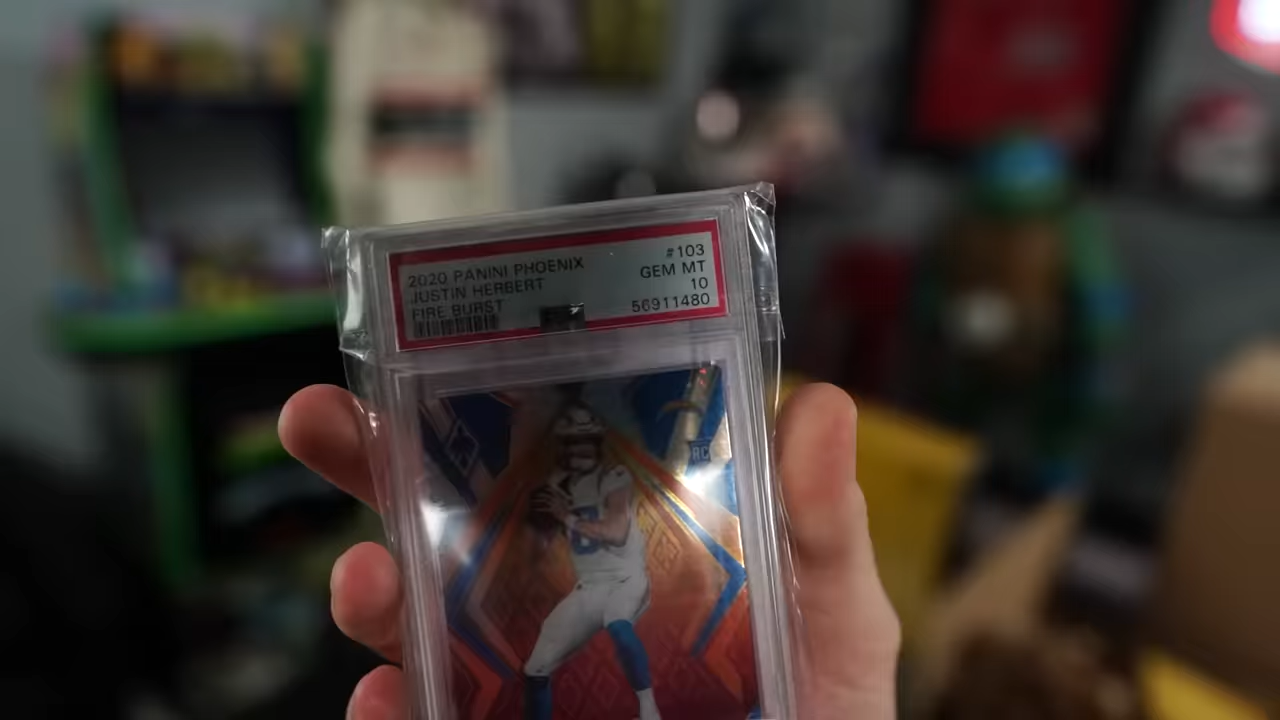 2020 PANINI PHOENIX #103
JUSTIN HERBERT GEM MT
FIRE BURST 10
56911480
RC